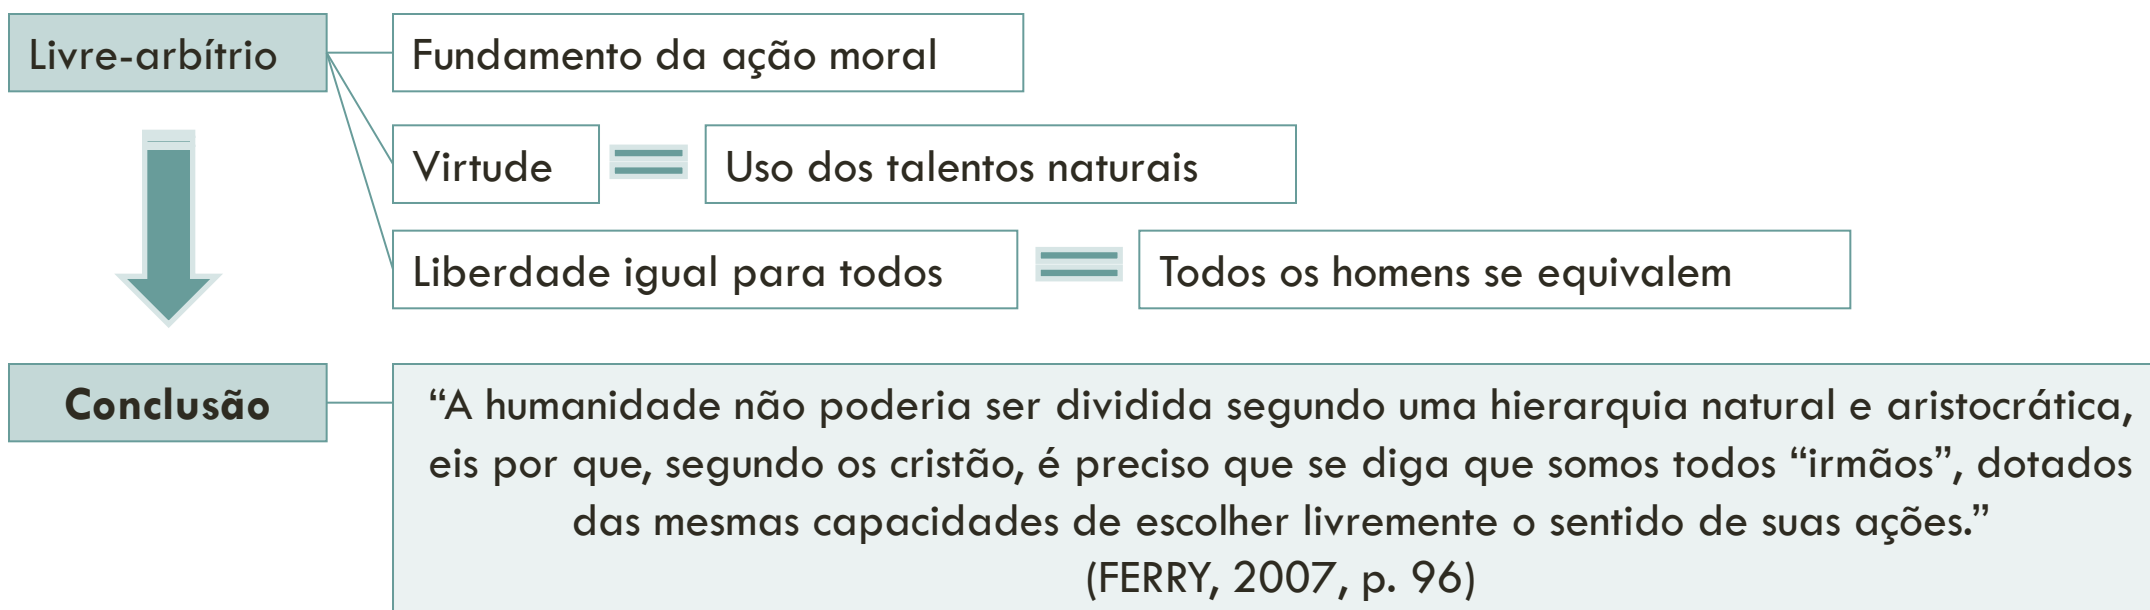 Livre-arbítrio
Fundamento da ação moral
Virtude
Uso dos talentos naturais
Liberdade igual para todos
Todos os homens se equivalem
Conclusão
“A humanidade não poderia ser dividida segundo uma hierarquia natural e aristocrática,
eis por que, segundo os cristão, é preciso que se diga que somos todos “irmãos”, dotados
das mesmas capacidades de escolher livremente o sentido de suas ações.”
(FERRY, 2007, p. 96)